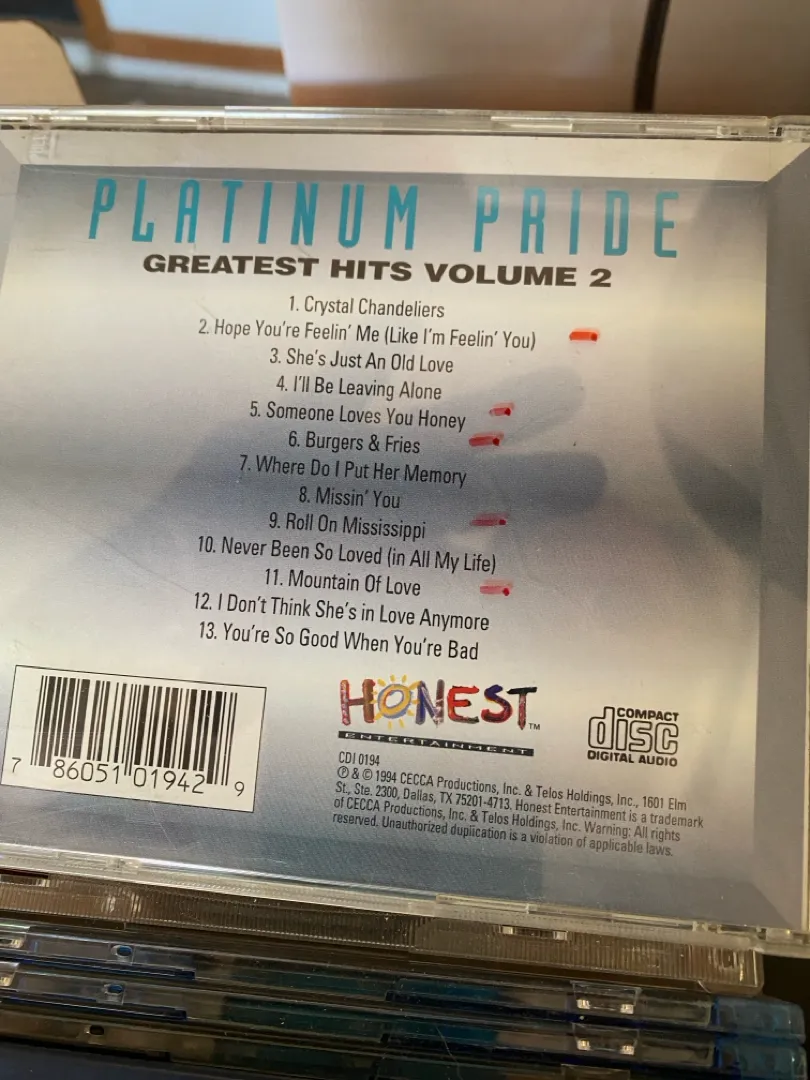 PLATINUM PRIDE
GREATEST HITS VOLUME 2
1. Crystal Chandeliers
2. Hope You're Feelin' Me (Like I'm Feelin' You)
3. She's Just An Old Love
4. I'll Be Leaving Alone
5. Someone Loves You Honey
6. Burgers & Fries
7. Where Do I Put Her Memory
8. Missin' You
9. Roll On Mississippi
10. Never Been So Loved (in All My Life)
11. Mountain Of Love
12. I Don't Think She's in Love Anymore
13. You're So Good When You're Bad
7 86051 01942 9
HONEST™
ENTERTAINMENT
COMPACT
disc
DIGITAL AUDIO
CDI 0194
℗ & © 1994 CECCA Productions, Inc. & Telos Holdings, Inc., 1601 Elm
St., Ste. 2300, Dallas, TX 75201-4713. Honest Entertainment is a trademark
of CECCA Productions, Inc. & Telos Holdings, Inc. Warning: All rights
reserved. Unauthorized duplication is a violation of applicable laws.